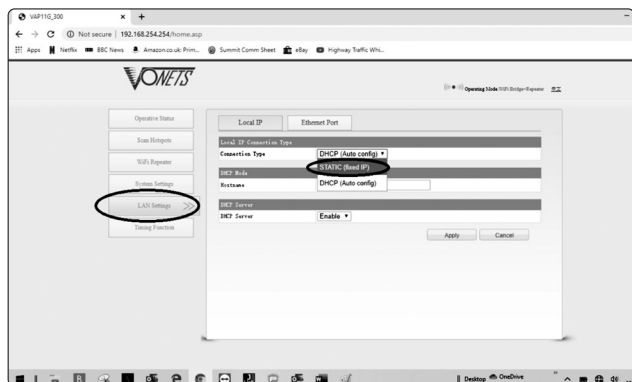 VAP11G_300
Not secure | 192.168.254.254/home.asp
Apps Netflix BBC News Amazon.co.uk: Prim... Summit Comm Sheet eBay Highway Traffic Whi...
VONETS
Operating Mode:WiFi Bridge+Repeater 中文
Operative Status
Scan Hotspots
WiFi Repeater
System Settings
LAN Settings
Timing Function
Local IP Ethernet Port
Local IP Connection Type
Connection Type DHCP (Auto config)
STATIC (fixed IP)
DHCP (Auto config)
DHCP Mode
Hostname
DHCP Server
DHCP Server Enable
Apply Cancel
Desktop OneDrive